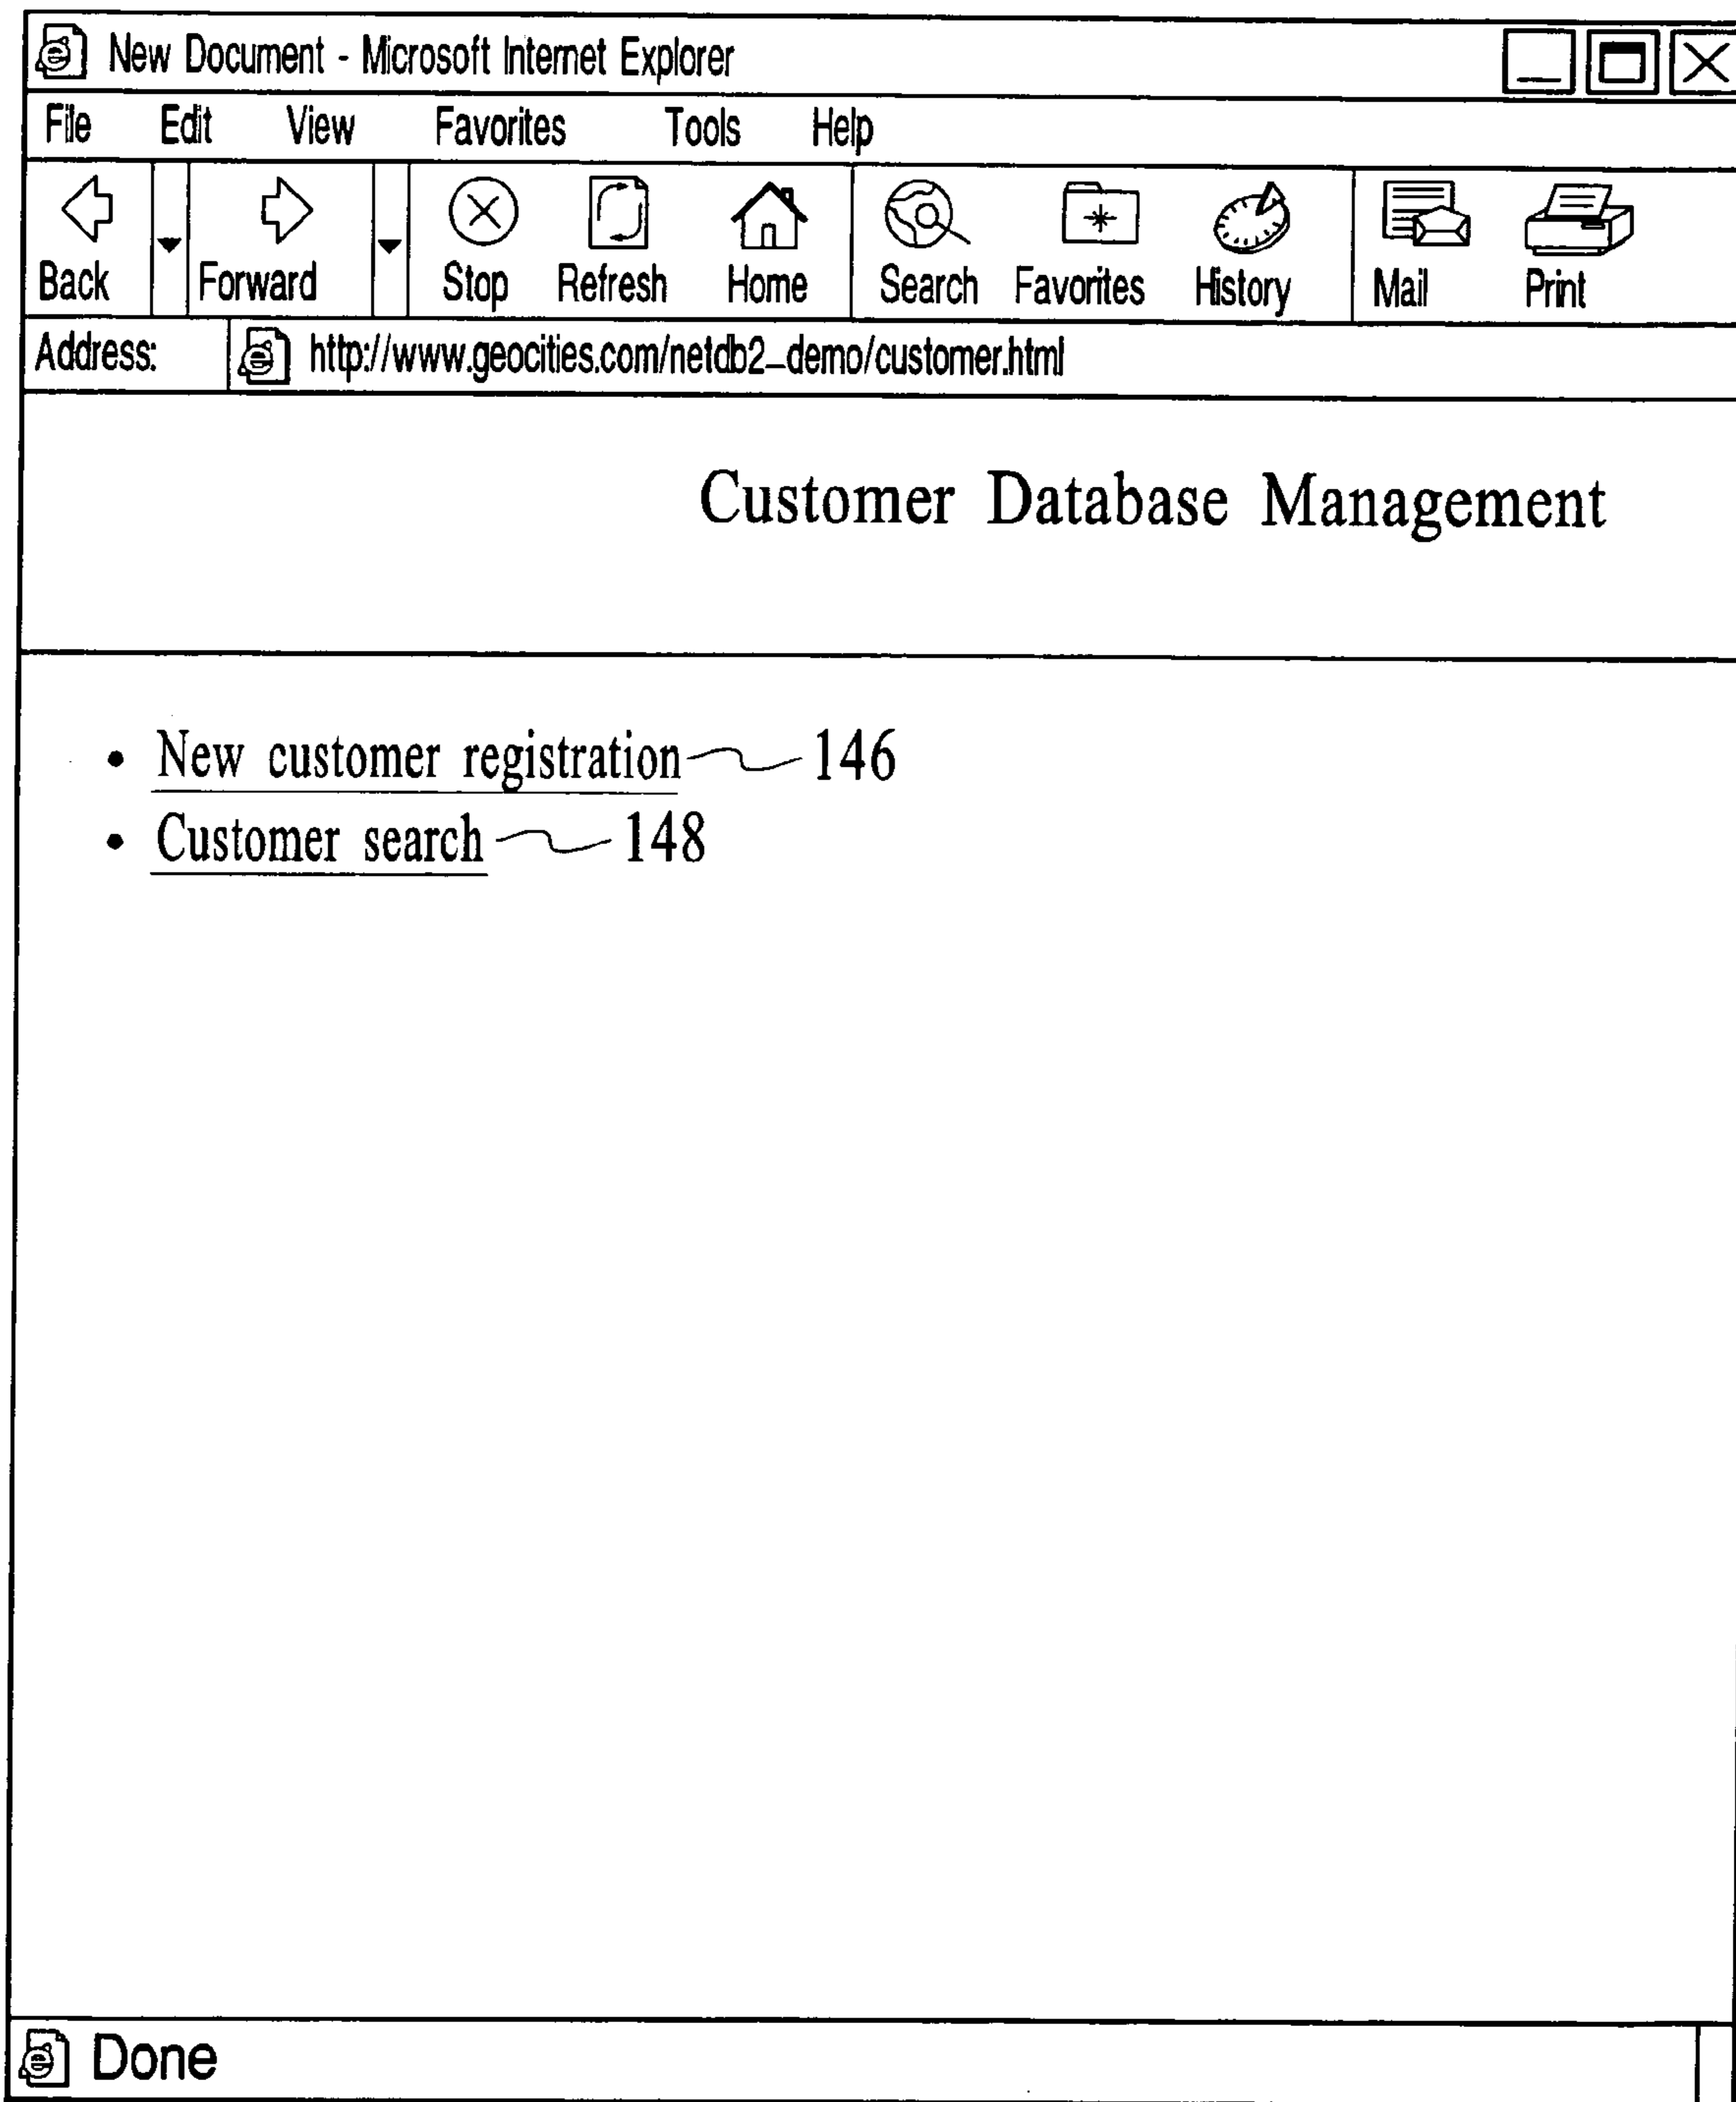 New Document - Microsoft Internet Explorer
File Edit View Favorites Tools Help
Back Forward Stop Refresh Home Search Favorites History Mail Print
Address: http://www.geocities.com/netdb2_demo/customer.html
Customer Database Management
• New customer registration 146
• Customer search 148
Done